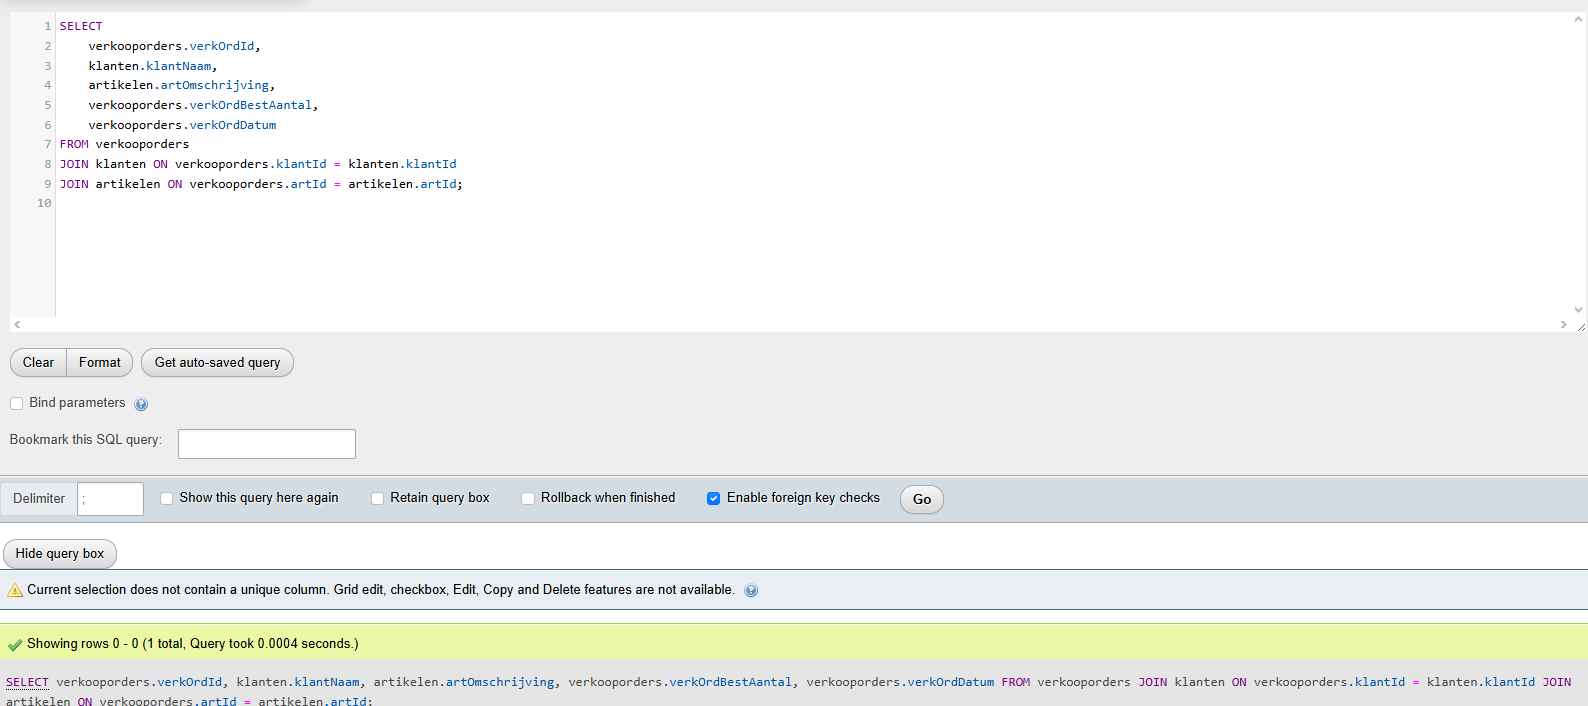 1 SELECT
2 verkooporders.verkOrdId,
3 klanten.klantNaam,
4 artikelen.artOmschrijving,
5 verkooporders.verkOrdBestAantal,
6 verkooporders.verkOrdDatum
7 FROM verkooporders
8 JOIN klanten ON verkooporders.klantId = klanten.klantId
9 JOIN artikelen ON verkooporders.artId = artikelen.artId;
10
Clear Format Get auto-saved query
Bind parameters
Bookmark this SQL query:
Delimiter ; Show this query here again Retain query box Rollback when finished Enable foreign key checks Go
Hide query box
Current selection does not contain a unique column. Grid edit, checkbox, Edit, Copy and Delete features are not available.
Showing rows 0 - 0 (1 total, Query took 0.0004 seconds.)
SELECT verkooporders.verkOrdId, klanten.klantNaam, artikelen.artOmschrijving, verkooporders.verkOrdBestAantal, verkooporders.verkOrdDatum FROM verkooporders JOIN klanten ON verkooporders.klantId = klanten.klantId JOIN
artikelen ON verkooporders.artId = artikelen.artId;